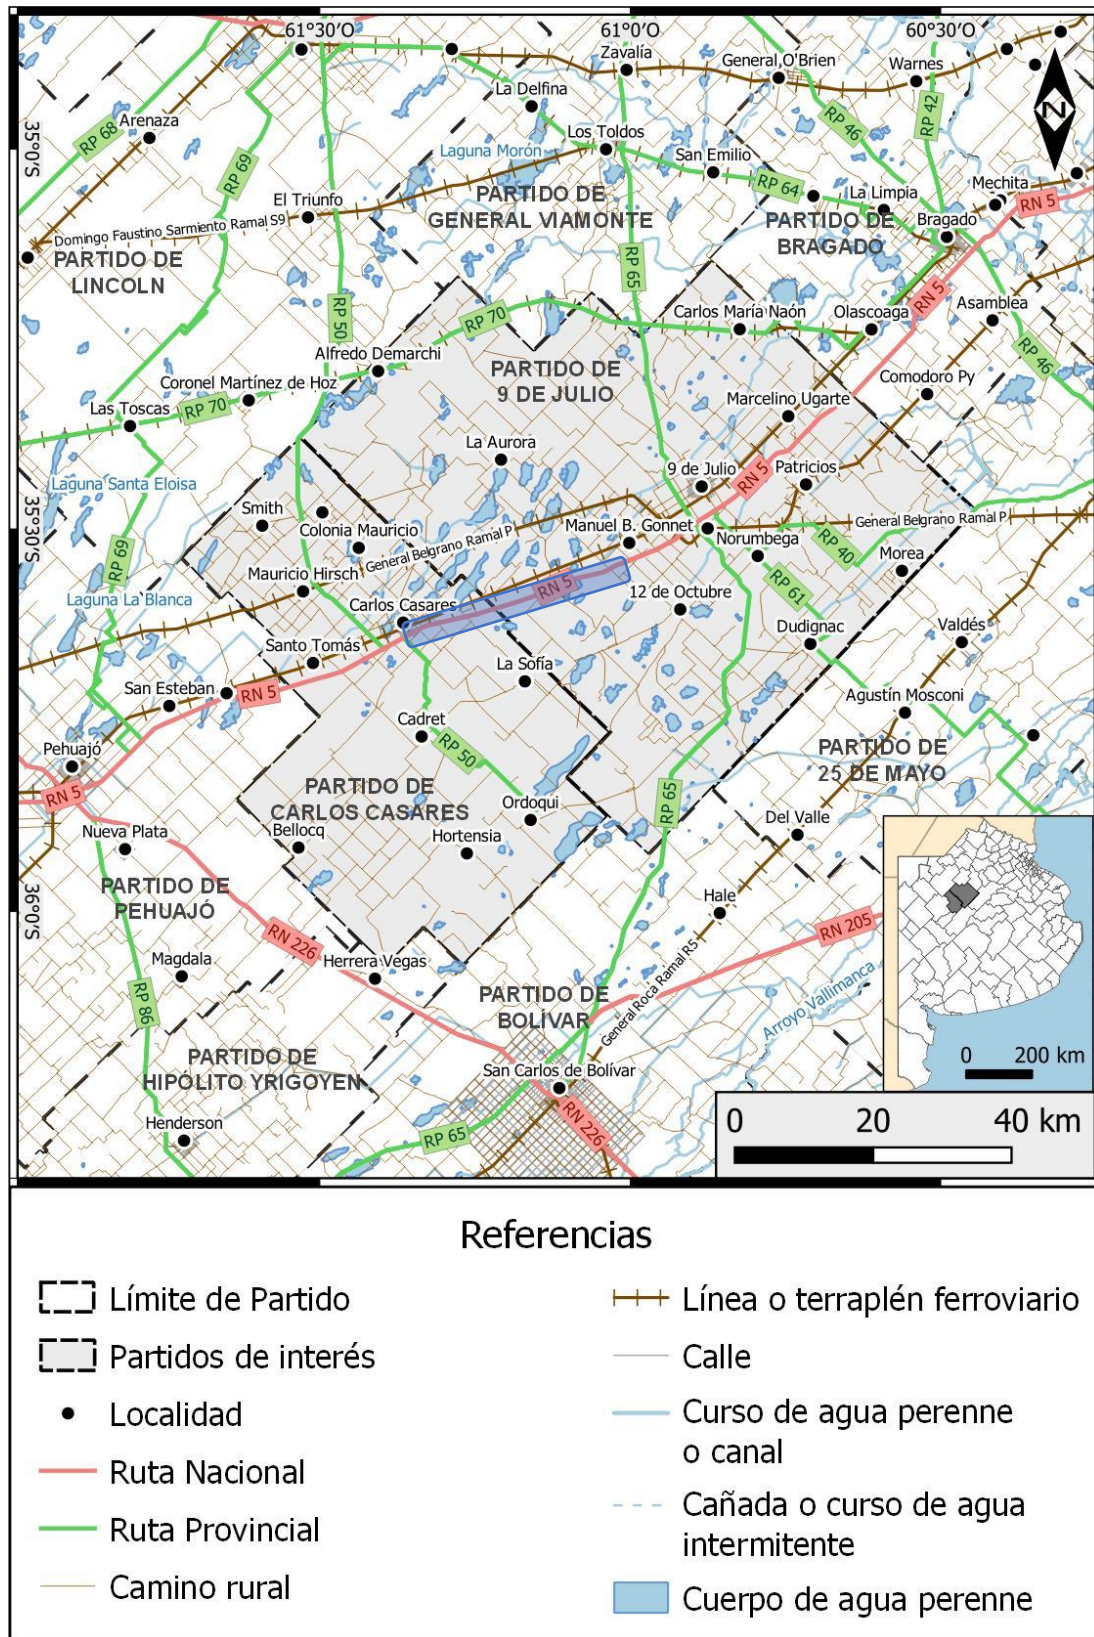 61°30'O
61°0'O
60°30'O
Zavalía
General O'Brien
Warnes
La Delfina
RP 42
RP 68
Arenaza
RP 46
35°0'S
Los Toldos
Laguna Morón
San Emilio
RP 69
RP 64
La Limpia
Mechita
RN 5
El Triunfo
PARTIDO DE
GENERAL VIAMONTE
PARTIDO DE
BRAGADO
Bragado
Domingo Faustino Sarmiento Ramal S9
PARTIDO DE
LINCOLN
RP 65
RN 5
RP 50
RP 70
Carlos María Naón
Olascoaga
Asamblea
RP 46
Alfredo Demarchi
PARTIDO DE
9 DE JULIO
Coronel Martínez de Hoz
Comodoro Py
Las Toscas
RP 70
Marcelino Ugarte
La Aurora
9 de Julio
RN 5
Patricios
Laguna Santa Eloisa
35°30'S
Smith
Colonia Mauricio
General Belgrano Ramal P
Manuel B. Gonnet
Norumbega
General Belgrano Ramal P
RP 40
Morea
RP 69
Mauricio Hirsch
Laguna La Blanca
Carlos Casares
RN 5
12 de Octubre
RP 61
Dudignac
Valdés
Santo Tomás
La Sofía
San Esteban
RN 5
Agustín Mosconi
Cadret
RP 50
Pehuajó
PARTIDO DE
25 DE MAYO
RN 5
PARTIDO DE
CARLOS CASARES
Ordoqui
RP 65
Del Valle
Nueva Plata
Bellocq
Hortensia
PARTIDO DE
PEHUAJÓ
36°0'S
Hale
RN 205
RN 226
Magdala
Herrera Vegas
RP 86
PARTIDO DE
BOLÍVAR
General Roca Ramal R5
Arroyo Vallimanca
PARTIDO DE
HIPÓLITO YRIGOYEN
San Carlos de Bolívar
Henderson
RP 65
RN 226
N
0 200 km
0 20 40 km
Referencias
Límite de Partido
Partidos de interés
Localidad
Ruta Nacional
Ruta Provincial
Camino rural
Línea o terraplén ferroviario
Calle
Curso de agua perenne
o canal
Cañada o curso de agua
intermitente
Cuerpo de agua perenne